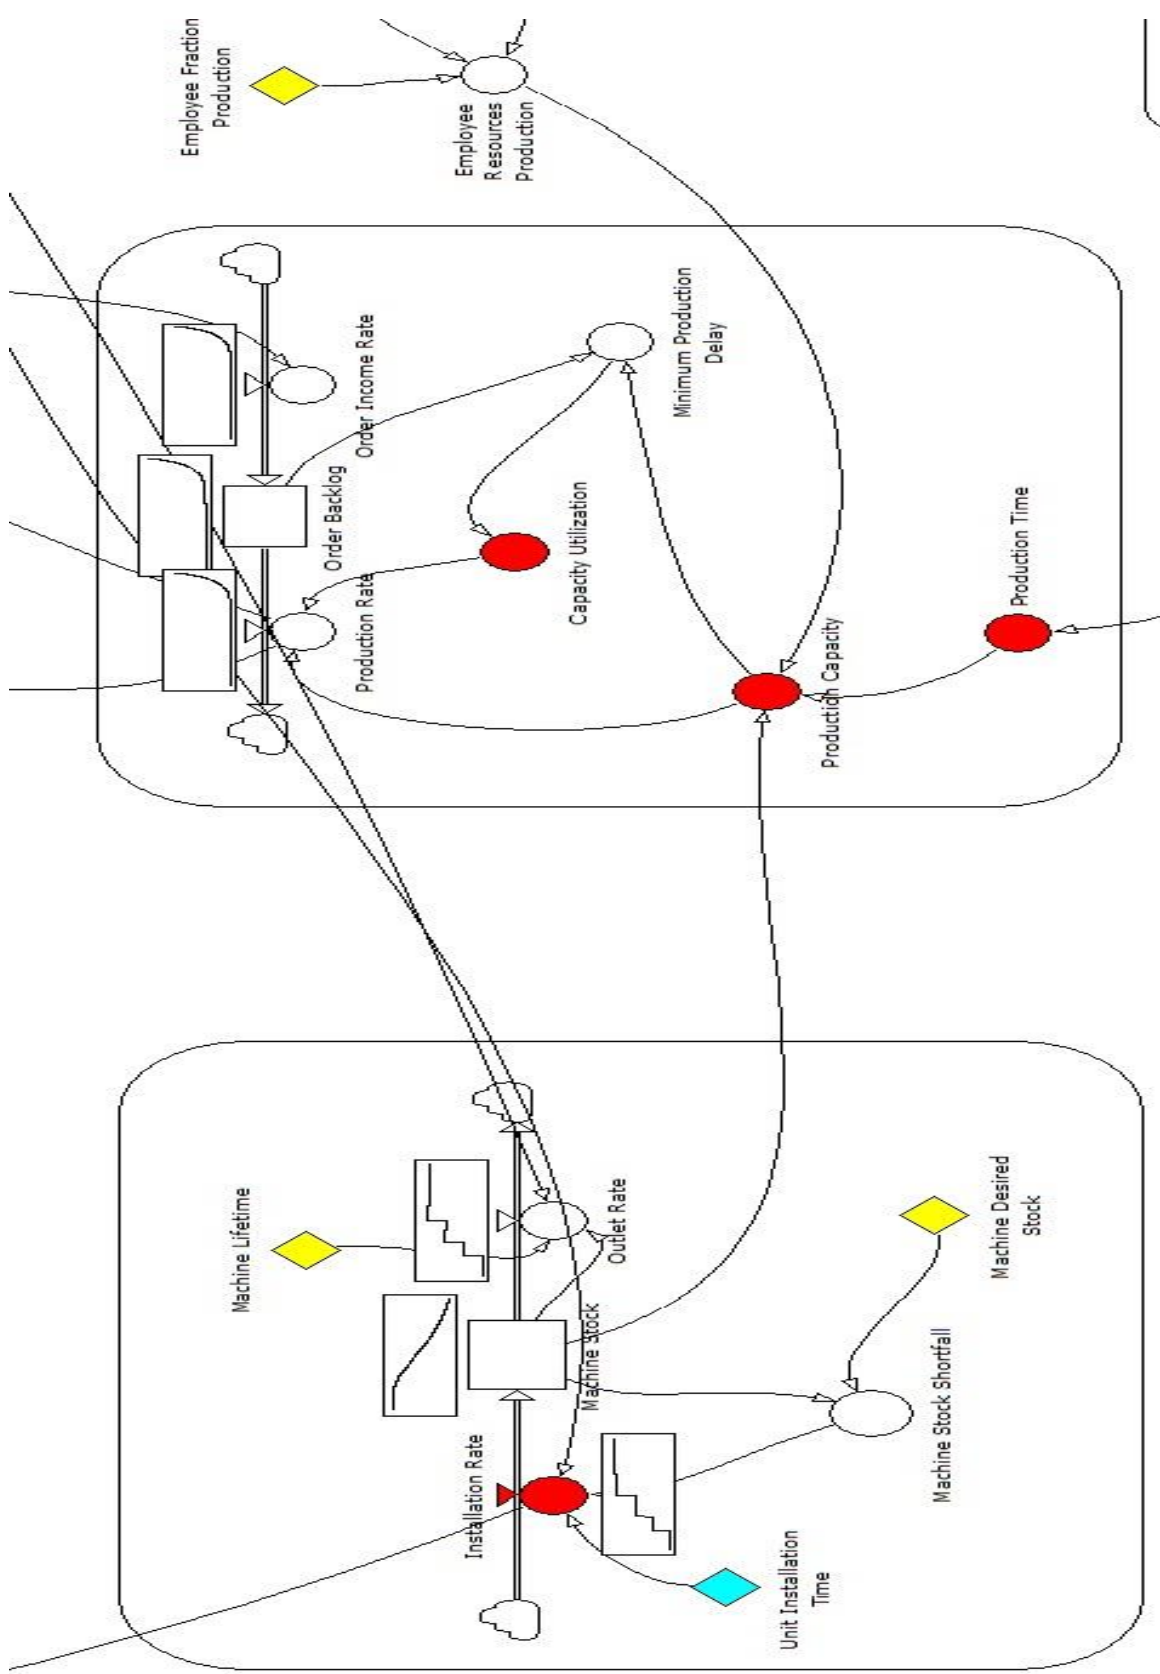 Employee Fraction
Production
Employee
Resources
Production
Order Income Rate
Order Backlog
Production Rate
Minimum Production
Delay
Capacity Utilization
Production Capacity
Production Time
Machine Lifetime
Outlet Rate
Machine Stock
Installation Rate
Machine Desired
Stock
Machine Stock Shortfall
Unit Installation
Time